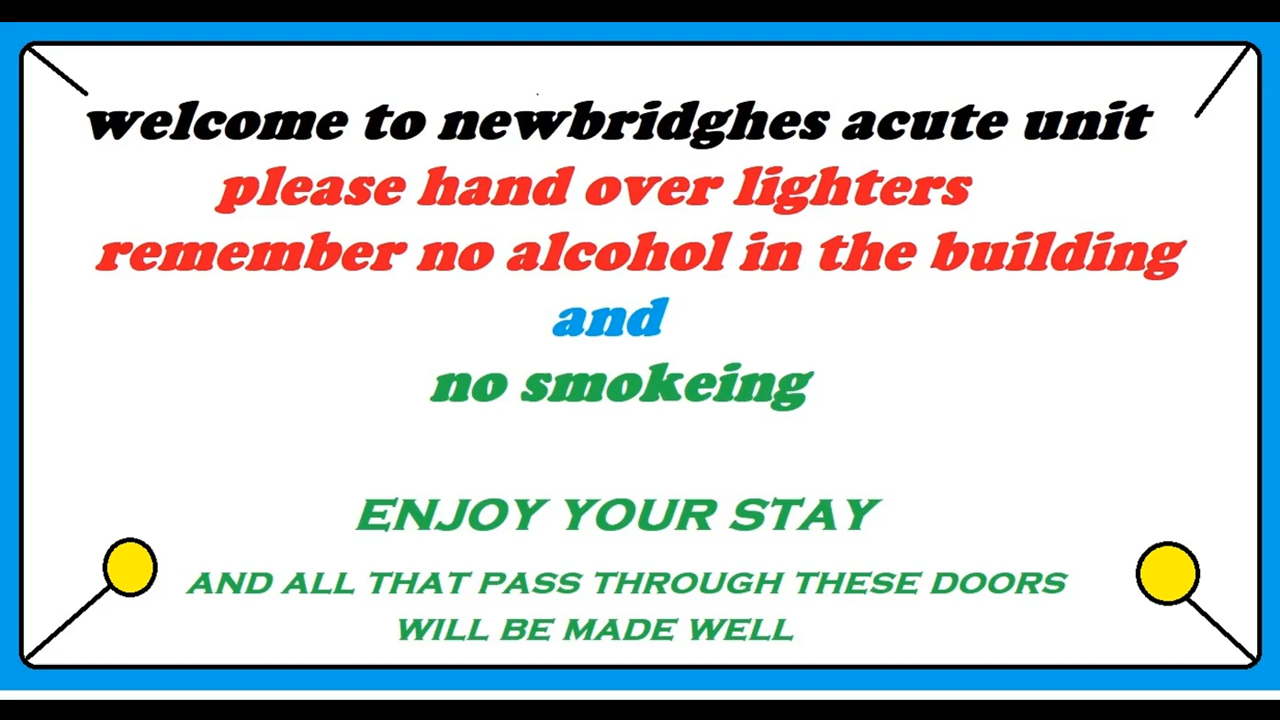 welcome to newbridghes acute unit
please hand over lighters
remember no alcohol in the building
and
no smokeing
ENJOY YOUR STAY
AND ALL THAT PASS THROUGH THESE DOORS
WILL BE MADE WELL